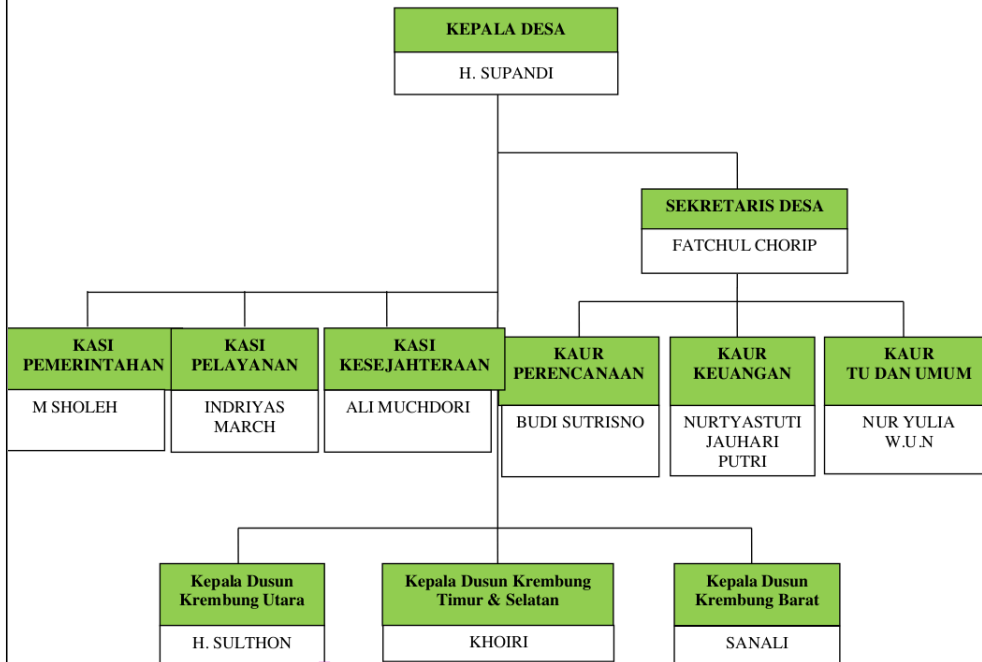 KEPALA DESA
H. SUPANDI
SEKRETARIS DESA
FATCHUL CHORIP
KASI
PEMERINTAHAN
M SHOLEH
KASI
PELAYANAN
INDRIYAS
MARCH
KASI
KESEJAHTERAAN
ALI MUCHDORI
KAUR
PERENCANAAN
BUDI SUTRISNO
KAUR
KEUANGAN
NURTYASTUTI
JAUHARI
PUTRI
KAUR
TU DAN UMUM
NUR YULIA
W.U.N
Kepala Dusun
Krembung Utara
H. SULTHON
Kepala Dusun Krembung
Timur & Selatan
KHOIRI
Kepala Dusun
Krembung Barat
SANALI